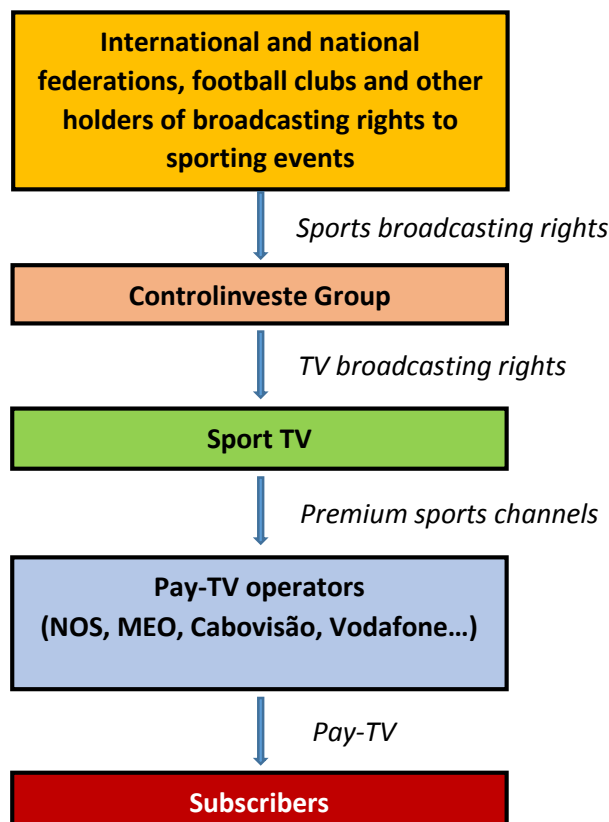 International and national
federations, football clubs and other
holders of broadcasting rights to
sporting events
Sports broadcasting rights
Controlinveste Group
TV broadcasting rights
Sport TV
Premium sports channels
Pay-TV operators
(NOS, MEO, Cabovisão, Vodafone…)
Pay-TV
Subscribers